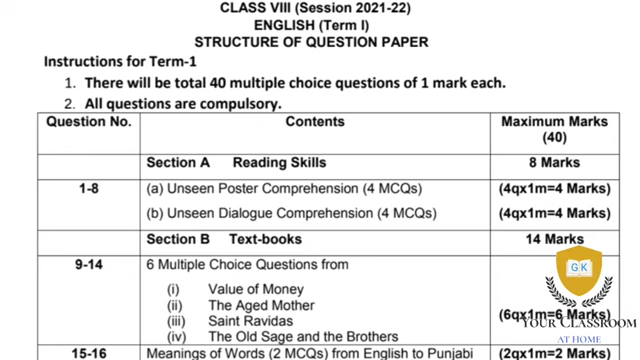 CLASS VIII (Session 2021-22)
ENGLISH (Term I)
STRUCTURE OF QUESTION PAPER
Instructions for Term-1
1. There will be total 40 multiple choice questions of 1 mark each.
2. All questions are compulsory.
Question No. Contents Maximum Marks
(40)
Section A Reading Skills 8 Marks
1-8 (a) Unseen Poster Comprehension (4 MCQs) (4qx1m=4 Marks)
(b) Unseen Dialogue Comprehension (4 MCQs) (4qx1m=4 Marks)
Section B Text-books 14 Marks
9-14 6 Multiple Choice Questions from
(i) Value of Money
(ii) The Aged Mother
(iii) Saint Ravidas (6qx1m=6 Marks)
(iv) The Old Sage and the Brothers
15-16 Meanings of Words (2 MCQs) from English to Punjabi (2qx1m=2 Marks)
G K
YOUR CLASSROOM
AT HOME